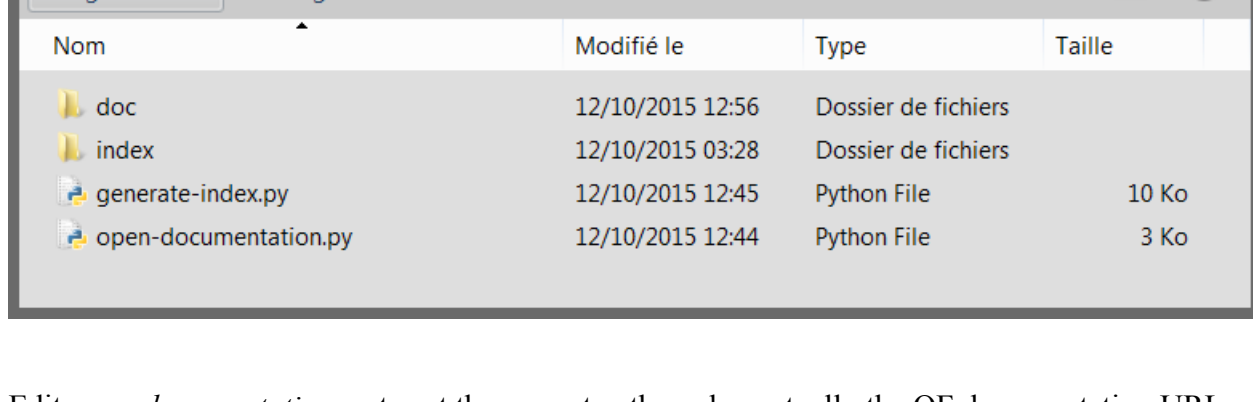 Nom Modifié le Type Taille
doc 12/10/2015 12:56 Dossier de fichiers
index 12/10/2015 03:28 Dossier de fichiers
generate-index.py 12/10/2015 12:45 Python File 10 Ko
open-documentation.py 12/10/2015 12:44 Python File 3 Ko